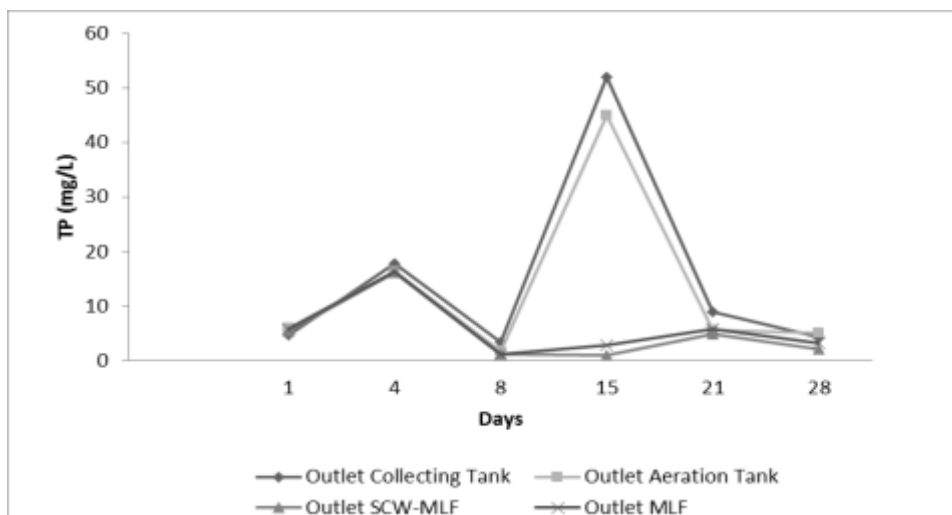 60
50
40
30
20
10
0
TP (mg/L)
1 4 8 15 21 28
Days
Outlet Collecting Tank Outlet Aeration Tank
Outlet SCW-MLF Outlet MLF